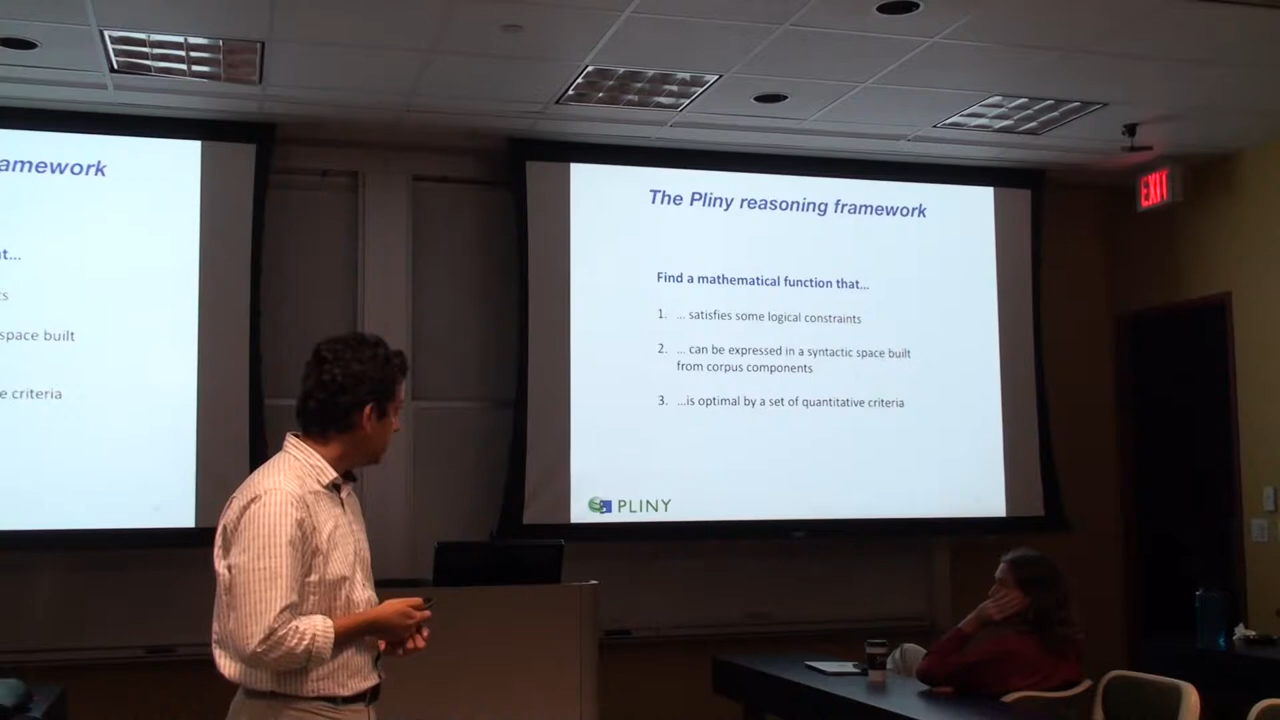 amework
t...
s
space built
e criteria
The Pliny reasoning framework
Find a mathematical function that...
1. ... satisfies some logical constraints
2. ... can be expressed in a syntactic space built
from corpus components
3. ...is optimal by a set of quantitative criteria
PLINY
EXIT